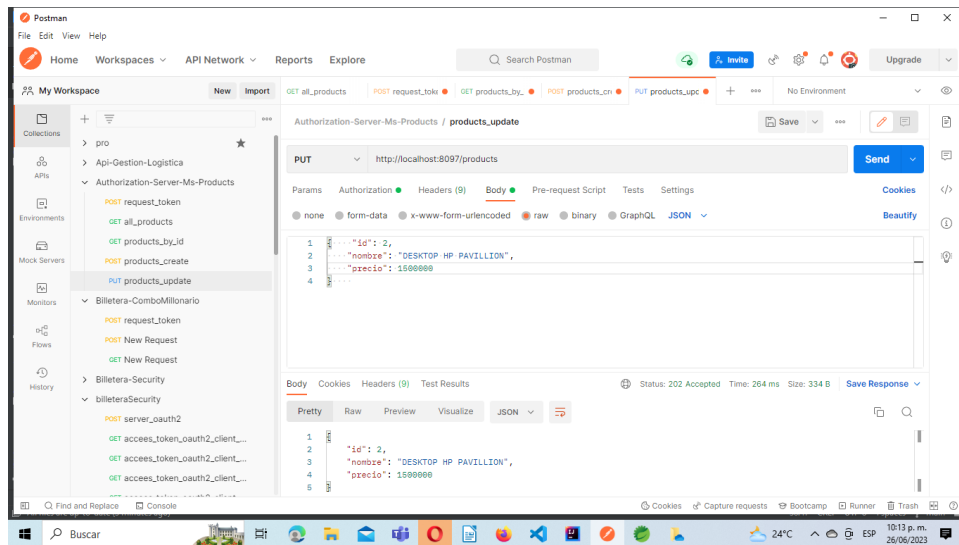 Postman
File Edit View Help
Home Workspaces API Network Reports Explore Search Postman Invite Upgrade
My Workspace New Import GET all_products POST request_toke GET products_by_ POST products_cre PUT products_upd No Environment
Collections
APIs
Environments
Mock Servers
Monitors
Flows
History
pro
Api-Gestion-Logistica
Authorization-Server-Ms-Products
POST request_token
GET all_products
GET products_by_id
POST products_create
PUT products_update
Billetera-ComboMillonario
POST request_token
POST New Request
GET New Request
Billetera-Security
billeteraSecurity
POST server_oauth2
GET accees_token_oauth2_client_...
GET accees_token_oauth2_client_...
GET accees_token_oauth2_client_...
Authorization-Server-Ms-Products / products_update Save
PUT http://localhost:8097/products Send
Params Authorization Headers (9) Body Pre-request Script Tests Settings Cookies
none form-data x-www-form-urlencoded raw binary GraphQL JSON Beautify
1 {    "id": 2,
2 "nombre": "DESKTOP HP PAVILLION",
3 "precio": 1500000
4 }
Body Cookies Headers (9) Test Results Status: 202 Accepted Time: 264 ms Size: 334 B Save Response
Pretty Raw Preview Visualize JSON
1 {
2 "id": 2,
3 "nombre": "DESKTOP HP PAVILLION",
4 "precio": 1500000
5 }
Find and Replace Console Cookies Capture requests Bootcamp Runner Trash
Buscar 24°C ESP 10:13 p. m.
26/06/2023